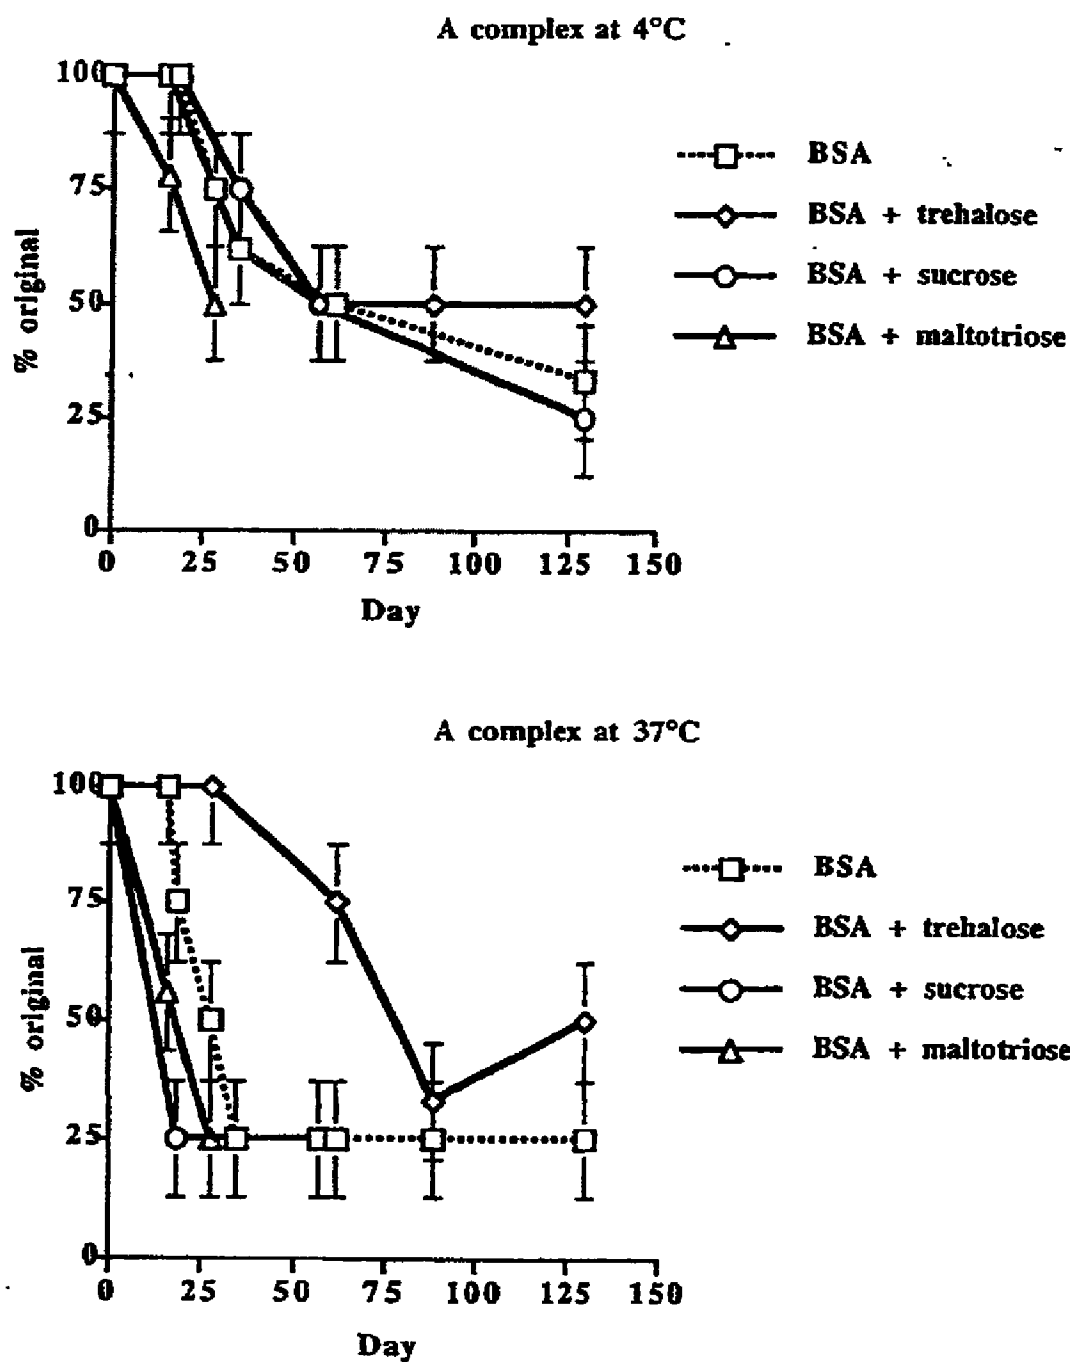 A complex at 4°C
100
75
50
25
0
% original
0 25 50 75 100 125 150
Day
BSA
BSA + trehalose
BSA + sucrose
BSA + maltotriose
A complex at 37°C
100
75
50
25
0
% original
0 25 50 75 100 125 150
Day
BSA
BSA + trehalose
BSA + sucrose
BSA + maltotriose